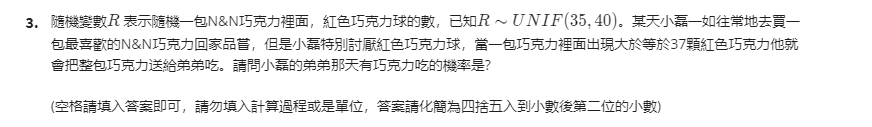 3. 隨機變數R 表示隨機一包N&N巧克力裡面，紅色巧克力球的數，已知R ~ UNIF(35, 40)。某天小磊一如往常地去買一
包最喜歡的N&N巧克力回家品嘗，但是小磊特別討厭紅色巧克力球，當一包巧克力裡面出現大於等於37顆紅色巧克力他就
會把整包巧克力送給弟弟吃。請問小磊的弟弟那天有巧克力吃的機率是?
(空格請填入答案即可，請勿填入計算過程或是單位，答案請化簡為四捨五入到小數後第二位的小數)